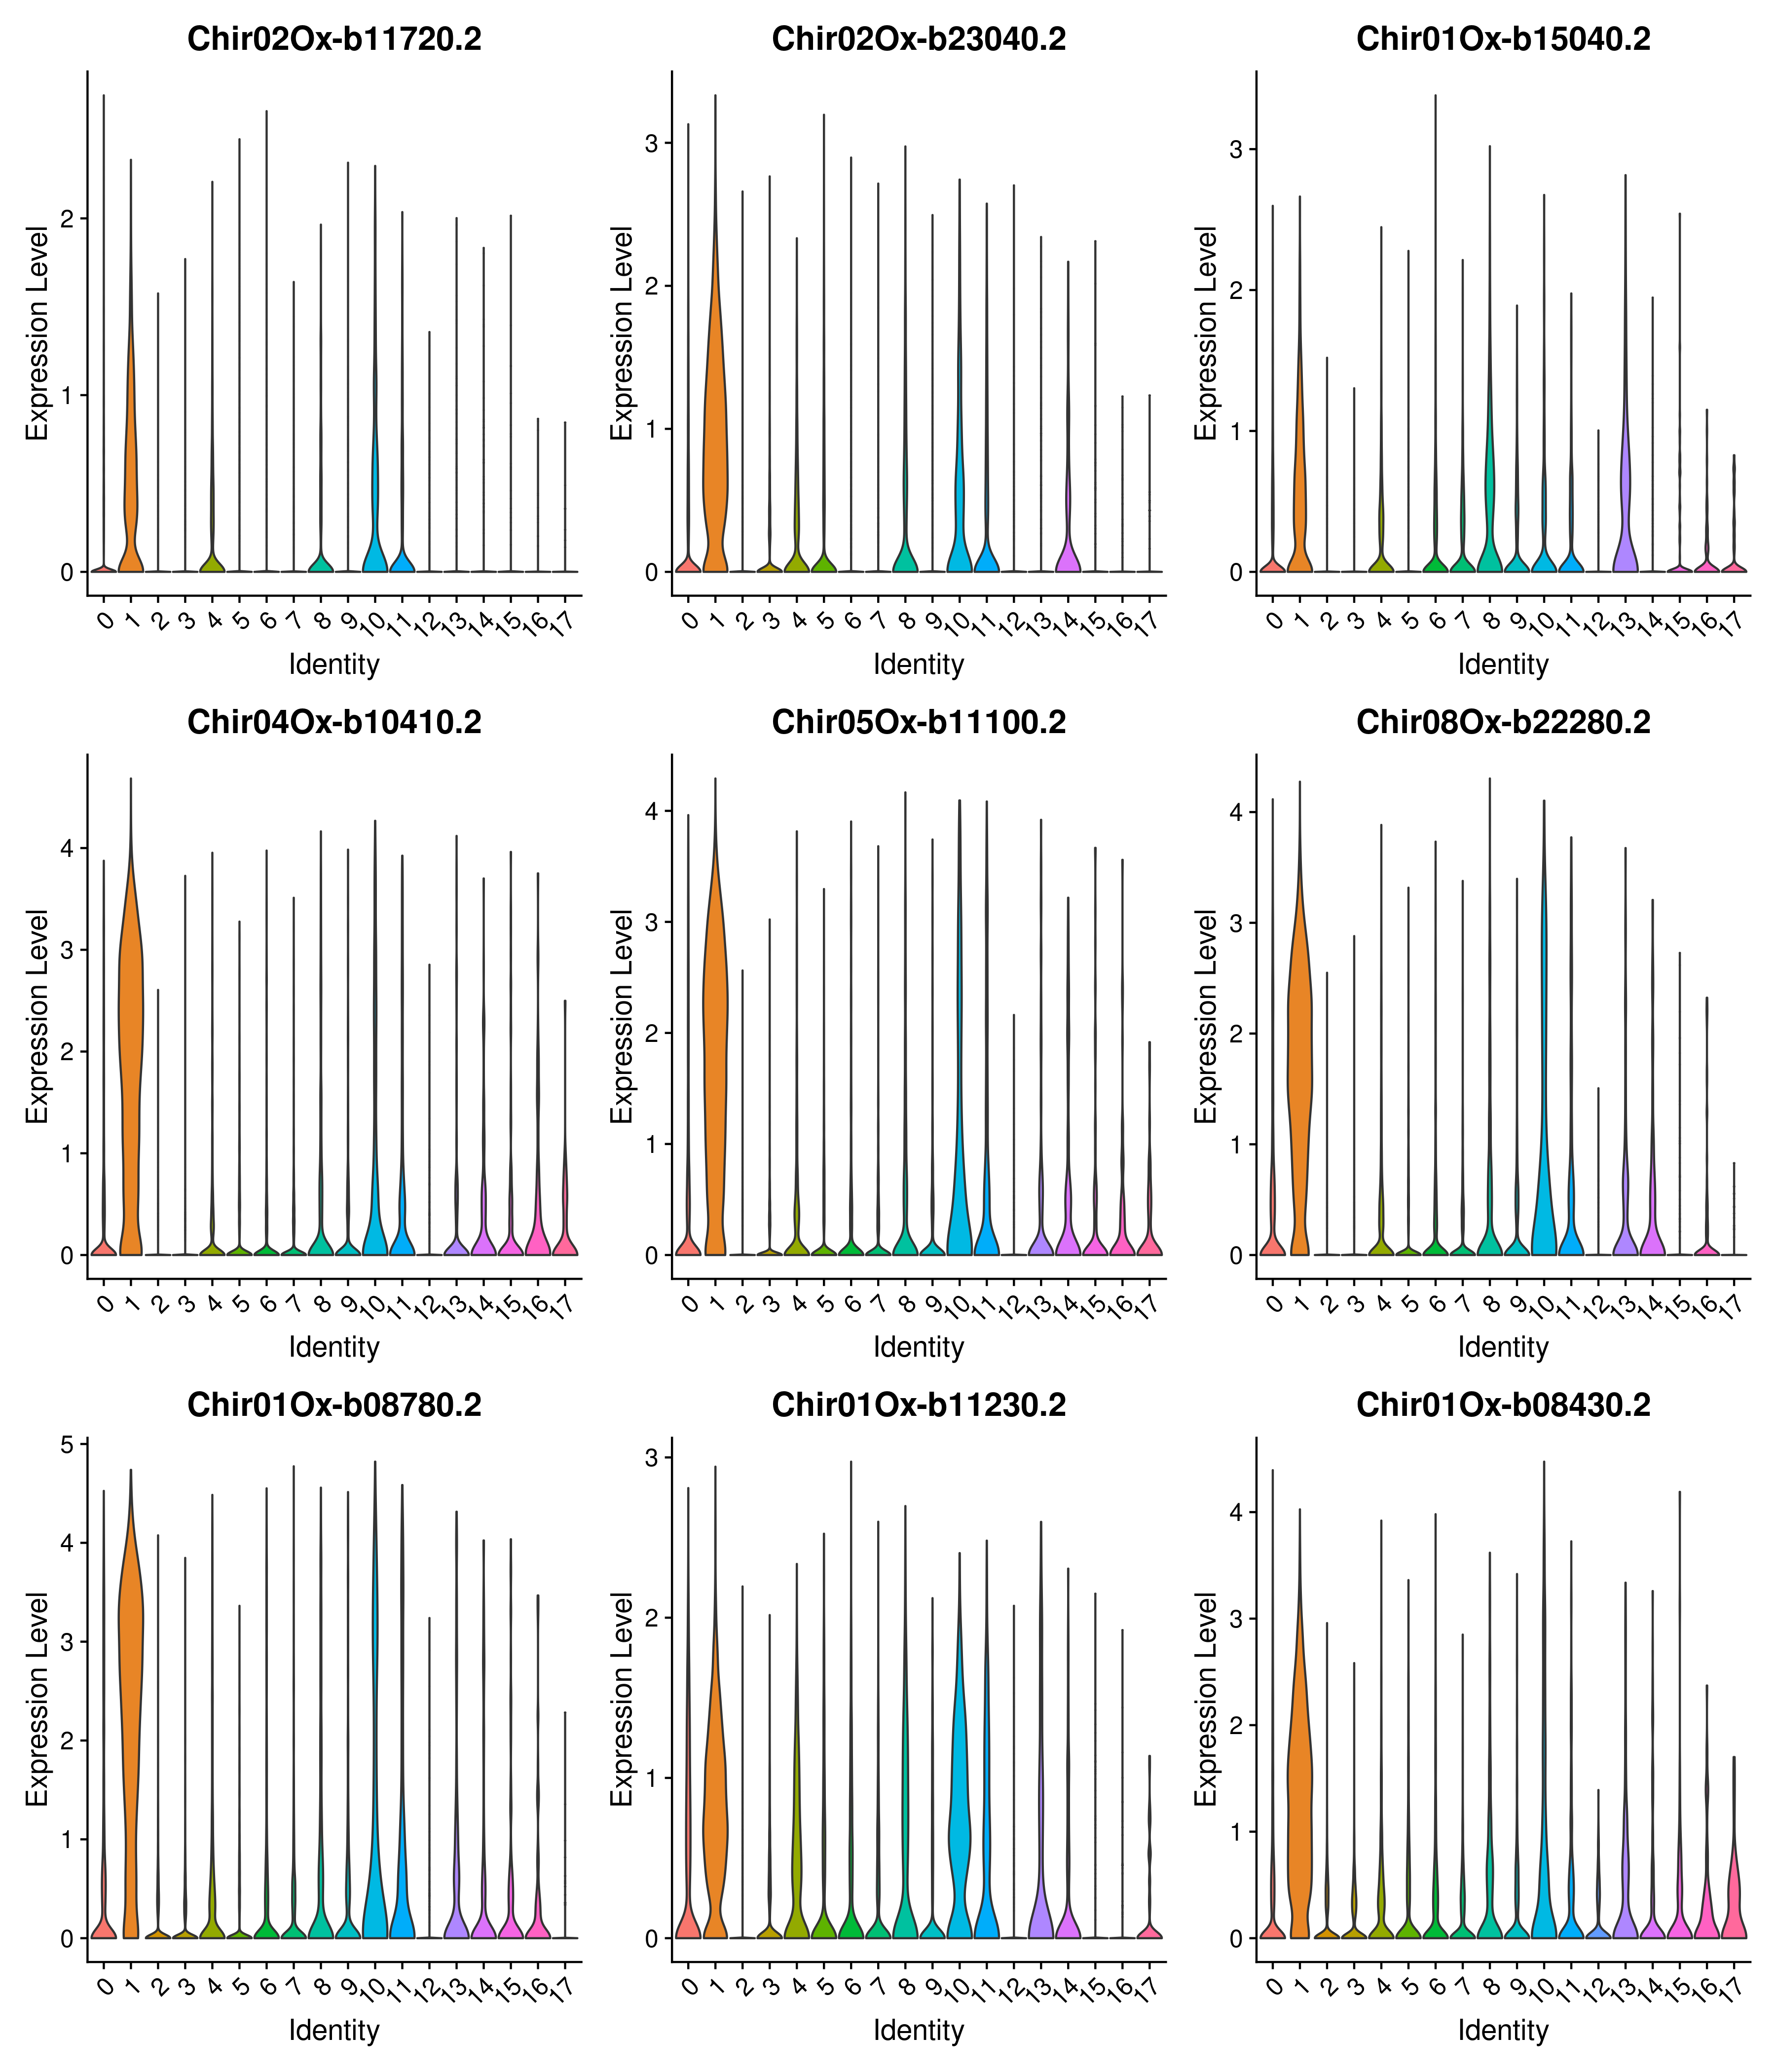 Chir02Ox-b11720.2 Chir02Ox-b23040.2 Chir01Ox-b15040.2
Expression Level Expression Level Expression Level
2
1
0
3
2
1
0
3
2
1
0
0 1 2 3 4 5 6 7 8 9 10 11 12 13 14 15 16 17
0 1 2 3 4 5 6 7 8 9 10 11 12 13 14 15 16 17
0 1 2 3 4 5 6 7 8 9 10 11 12 13 14 15 16 17
Identity Identity Identity
Chir04Ox-b10410.2 Chir05Ox-b11100.2 Chir08Ox-b22280.2
Expression Level Expression Level Expression Level
4
3
2
1
0
4
3
2
1
0
4
3
2
1
0
0 1 2 3 4 5 6 7 8 9 10 11 12 13 14 15 16 17
0 1 2 3 4 5 6 7 8 9 10 11 12 13 14 15 16 17
0 1 2 3 4 5 6 7 8 9 10 11 12 13 14 15 16 17
Identity Identity Identity
Chir01Ox-b08780.2 Chir01Ox-b11230.2 Chir01Ox-b08430.2
Expression Level Expression Level Expression Level
5
4
3
2
1
0
3
2
1
0
4
3
2
1
0
0 1 2 3 4 5 6 7 8 9 10 11 12 13 14 15 16 17
0 1 2 3 4 5 6 7 8 9 10 11 12 13 14 15 16 17
0 1 2 3 4 5 6 7 8 9 10 11 12 13 14 15 16 17
Identity Identity Identity